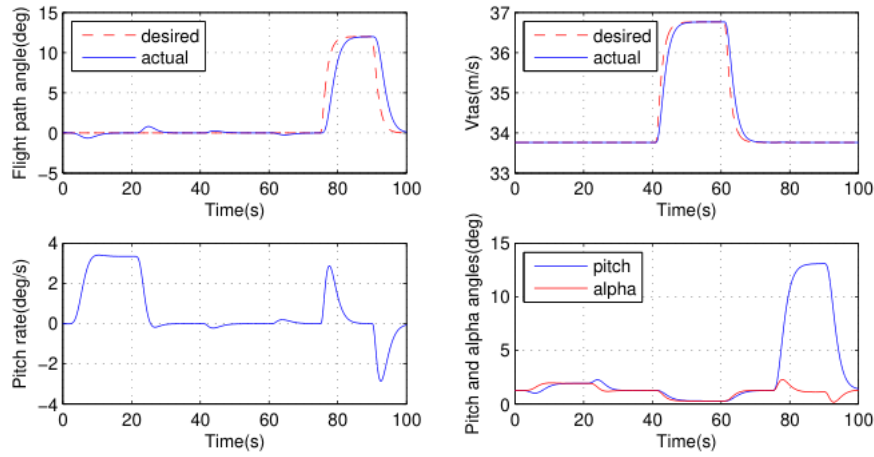 Flight path angle(deg)
15
10
5
0
−5
desired
actual
0 20 40 60 80 100
Time(s)
Vtas(m/s)
37
36
35
34
33
desired
actual
0 20 40 60 80 100
Time(s)
Pitch rate(deg/s)
4
2
0
−2
−4
0 20 40 60 80 100
Time(s)
Pitch and alpha angles(deg)
15
10
5
0
pitch
alpha
0 20 40 60 80 100
Time(s)